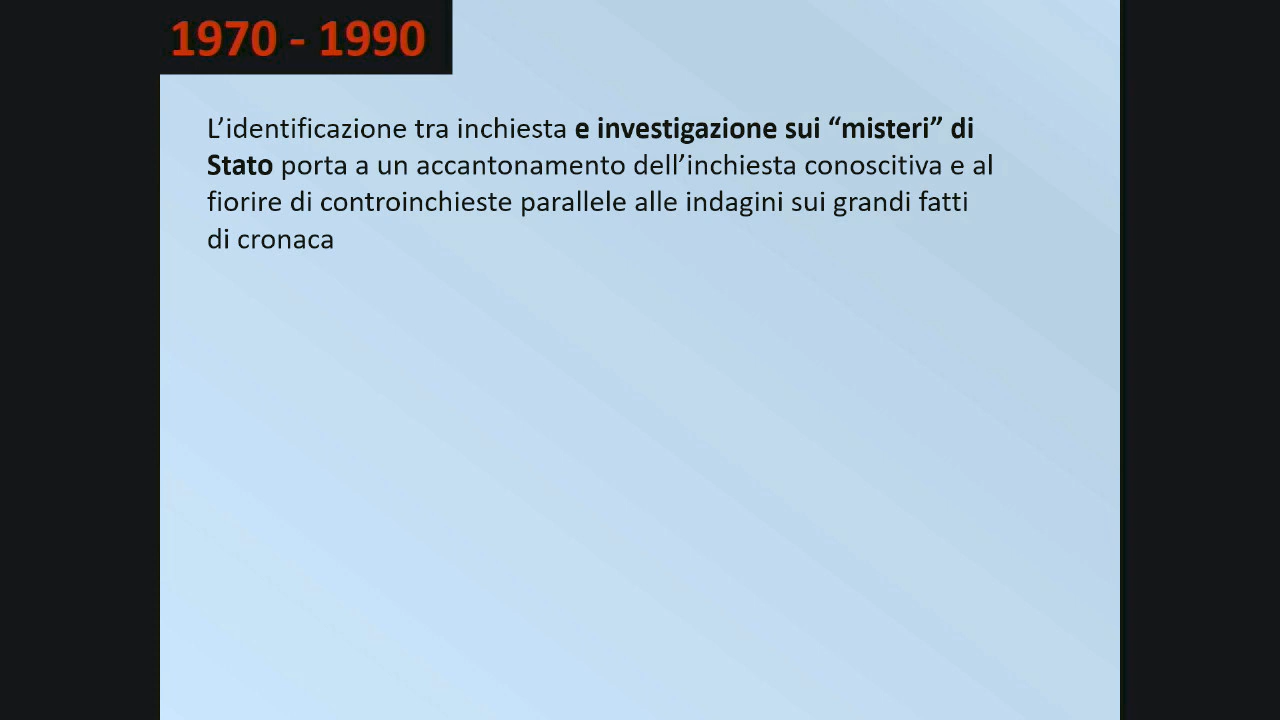 1970 - 1990
L’identificazione tra inchiesta e investigazione sui “misteri” di
Stato porta a un accantonamento dell’inchiesta conoscitiva e al
fiorire di controinchieste parallele alle indagini sui grandi fatti
di cronaca